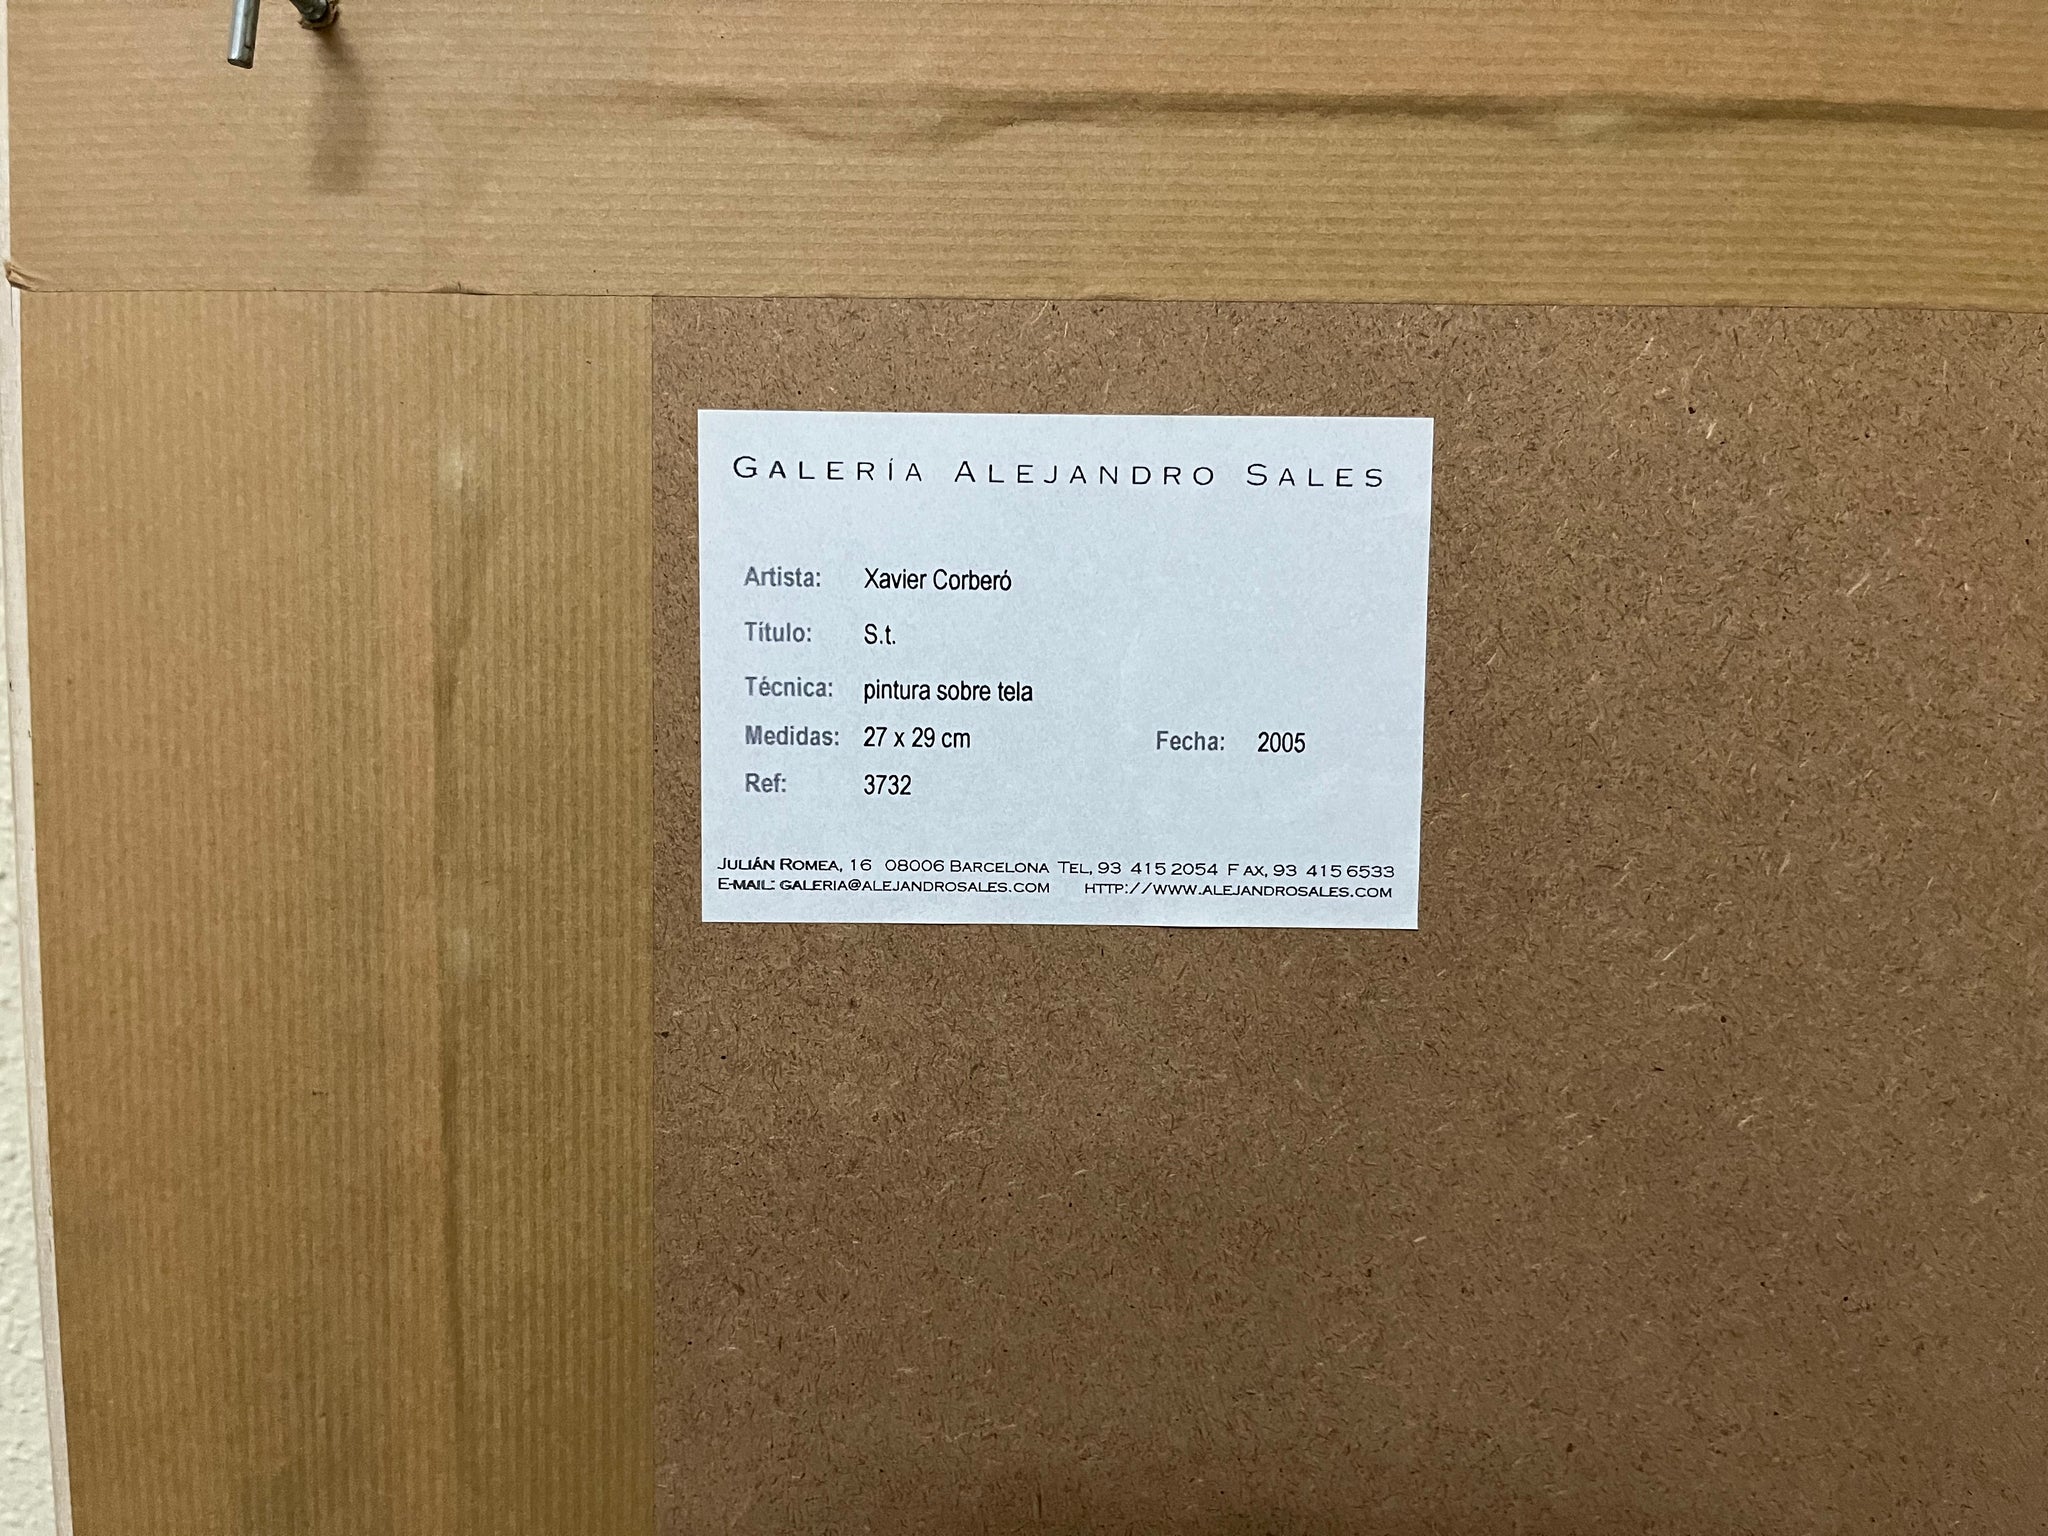 GALERÍA ALEJANDRO SALES
Artista: Xavier Corberó
Título: S.t.
Técnica: pintura sobre tela
Medidas: 27 x 29 cm Fecha: 2005
Ref: 3732
JULIÁN ROMEA, 16 08006 BARCELONA TEL, 93 415 2054 FAX, 93 415 6533
E-MAIL: GALERIA@ALEJANDROSALES.COM HTTP://WWW.ALEJANDROSALES.COM